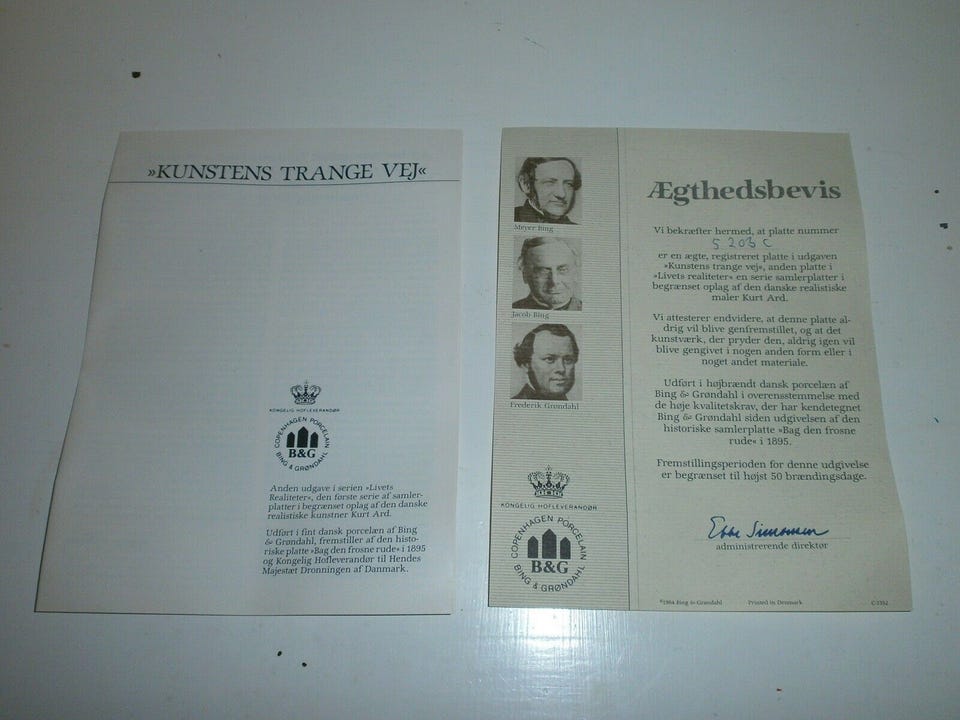 »KUNSTENS TRANGE VEJ«
KONGELIG HOFLEVERANDØR
COPENHAGEN PORCELAIN
B&G
BING & GRØNDAHL
Anden udgave i serien »Livets
Realiteter«, den første serie af samler-
platter i begrænset oplag af den danske
realistiske kunstner Kurt Ard.
Udført i fint dansk porcelæn af Bing
& Grøndahl, fremstiller af den histo-
riske platte »Bag den frosne rude« i 1895
og Kongelig Hofleverandør til Hendes
Majestæt Dronningen af Danmark.
Meyer Bing
Jacob Bing
Frederik Grøndahl
KONGELIG HOFLEVERANDØR
COPENHAGEN PORCELAIN
B&G
BING & GRØNDAHL
Ægthedsbevis
Vi bekræfter hermed, at platte nummer
5 203 C
er en ægte, registreret platte i udgaven
»Kunstens trange vej«, anden platte i
»Livets realiteter« en serie samlerplatter i
begrænset oplag af den danske realistiske
maler Kurt Ard.
Vi attesterer endvidere, at denne platte al-
drig vil blive genfremstillet, og at det
kunstværk, der pryder den, aldrig igen vil
blive gengivet i nogen anden form eller i
noget andet materiale.
Udført i højbrændt dansk porcelæn af
Bing & Grøndahl i overensstemmelse med
de høje kvalitetskrav, der har kendetegnet
Bing & Grøndahl siden udgivelsen af den
historiske samlerplatte »Bag den frosne
rude« i 1895.
Fremstillingsperioden for denne udgivelse
er begrænset til højst 50 brændingsdage.
Ebbe Simonsen
administrerende direktør
©1984 Bing & Grøndahl
Printed in Denmark